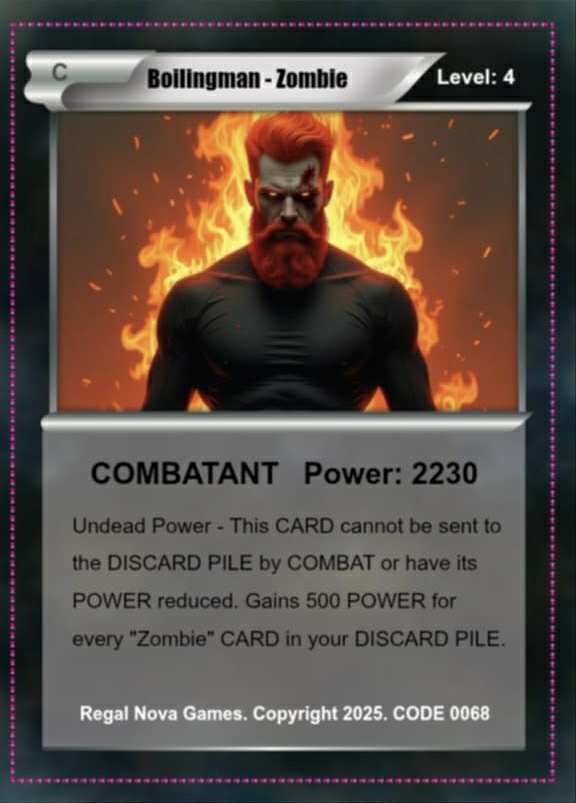 C
Boilingman - Zombie
Level: 4
COMBATANT Power: 2230
Undead Power - This CARD cannot be sent to
the DISCARD PILE by COMBAT or have its
POWER reduced. Gains 500 POWER for
every "Zombie" CARD in your DISCARD PILE.
Regal Nova Games. Copyright 2025. CODE 0068